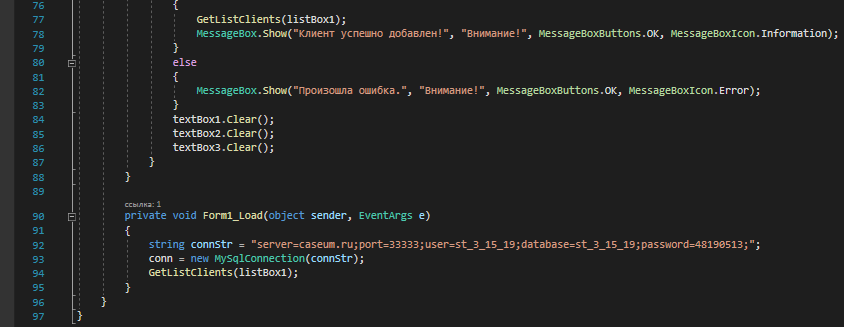 76 {
77 GetListClients(listBox1);
78 MessageBox.Show("Клиент успешно добавлен!", "Внимание!", MessageBoxButtons.OK, MessageBoxIcon.Information);
79 }
80 else
81 {
82 MessageBox.Show("Произошла ошибка.", "Внимание!", MessageBoxButtons.OK, MessageBoxIcon.Error);
83 }
84 textBox1.Clear();
85 textBox2.Clear();
86 textBox3.Clear();
87 }
88 }
89
ссылка: 1
90 private void Form1_Load(object sender, EventArgs e)
91 {
92 string connStr = "server=caseum.ru;port=33333;user=st_3_15_19;database=st_3_15_19;password=48190513;";
93 conn = new MySqlConnection(connStr);
94 GetListClients(listBox1);
95 }
96 }
97 }